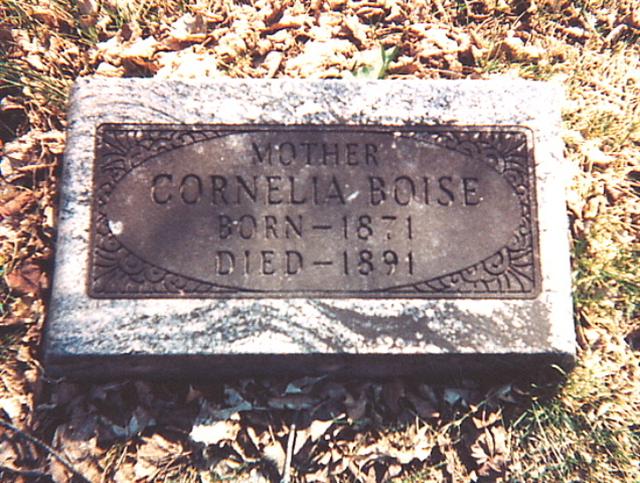 MOTHER
CORNELIA BOISE
BORN-1871
DIED-1891